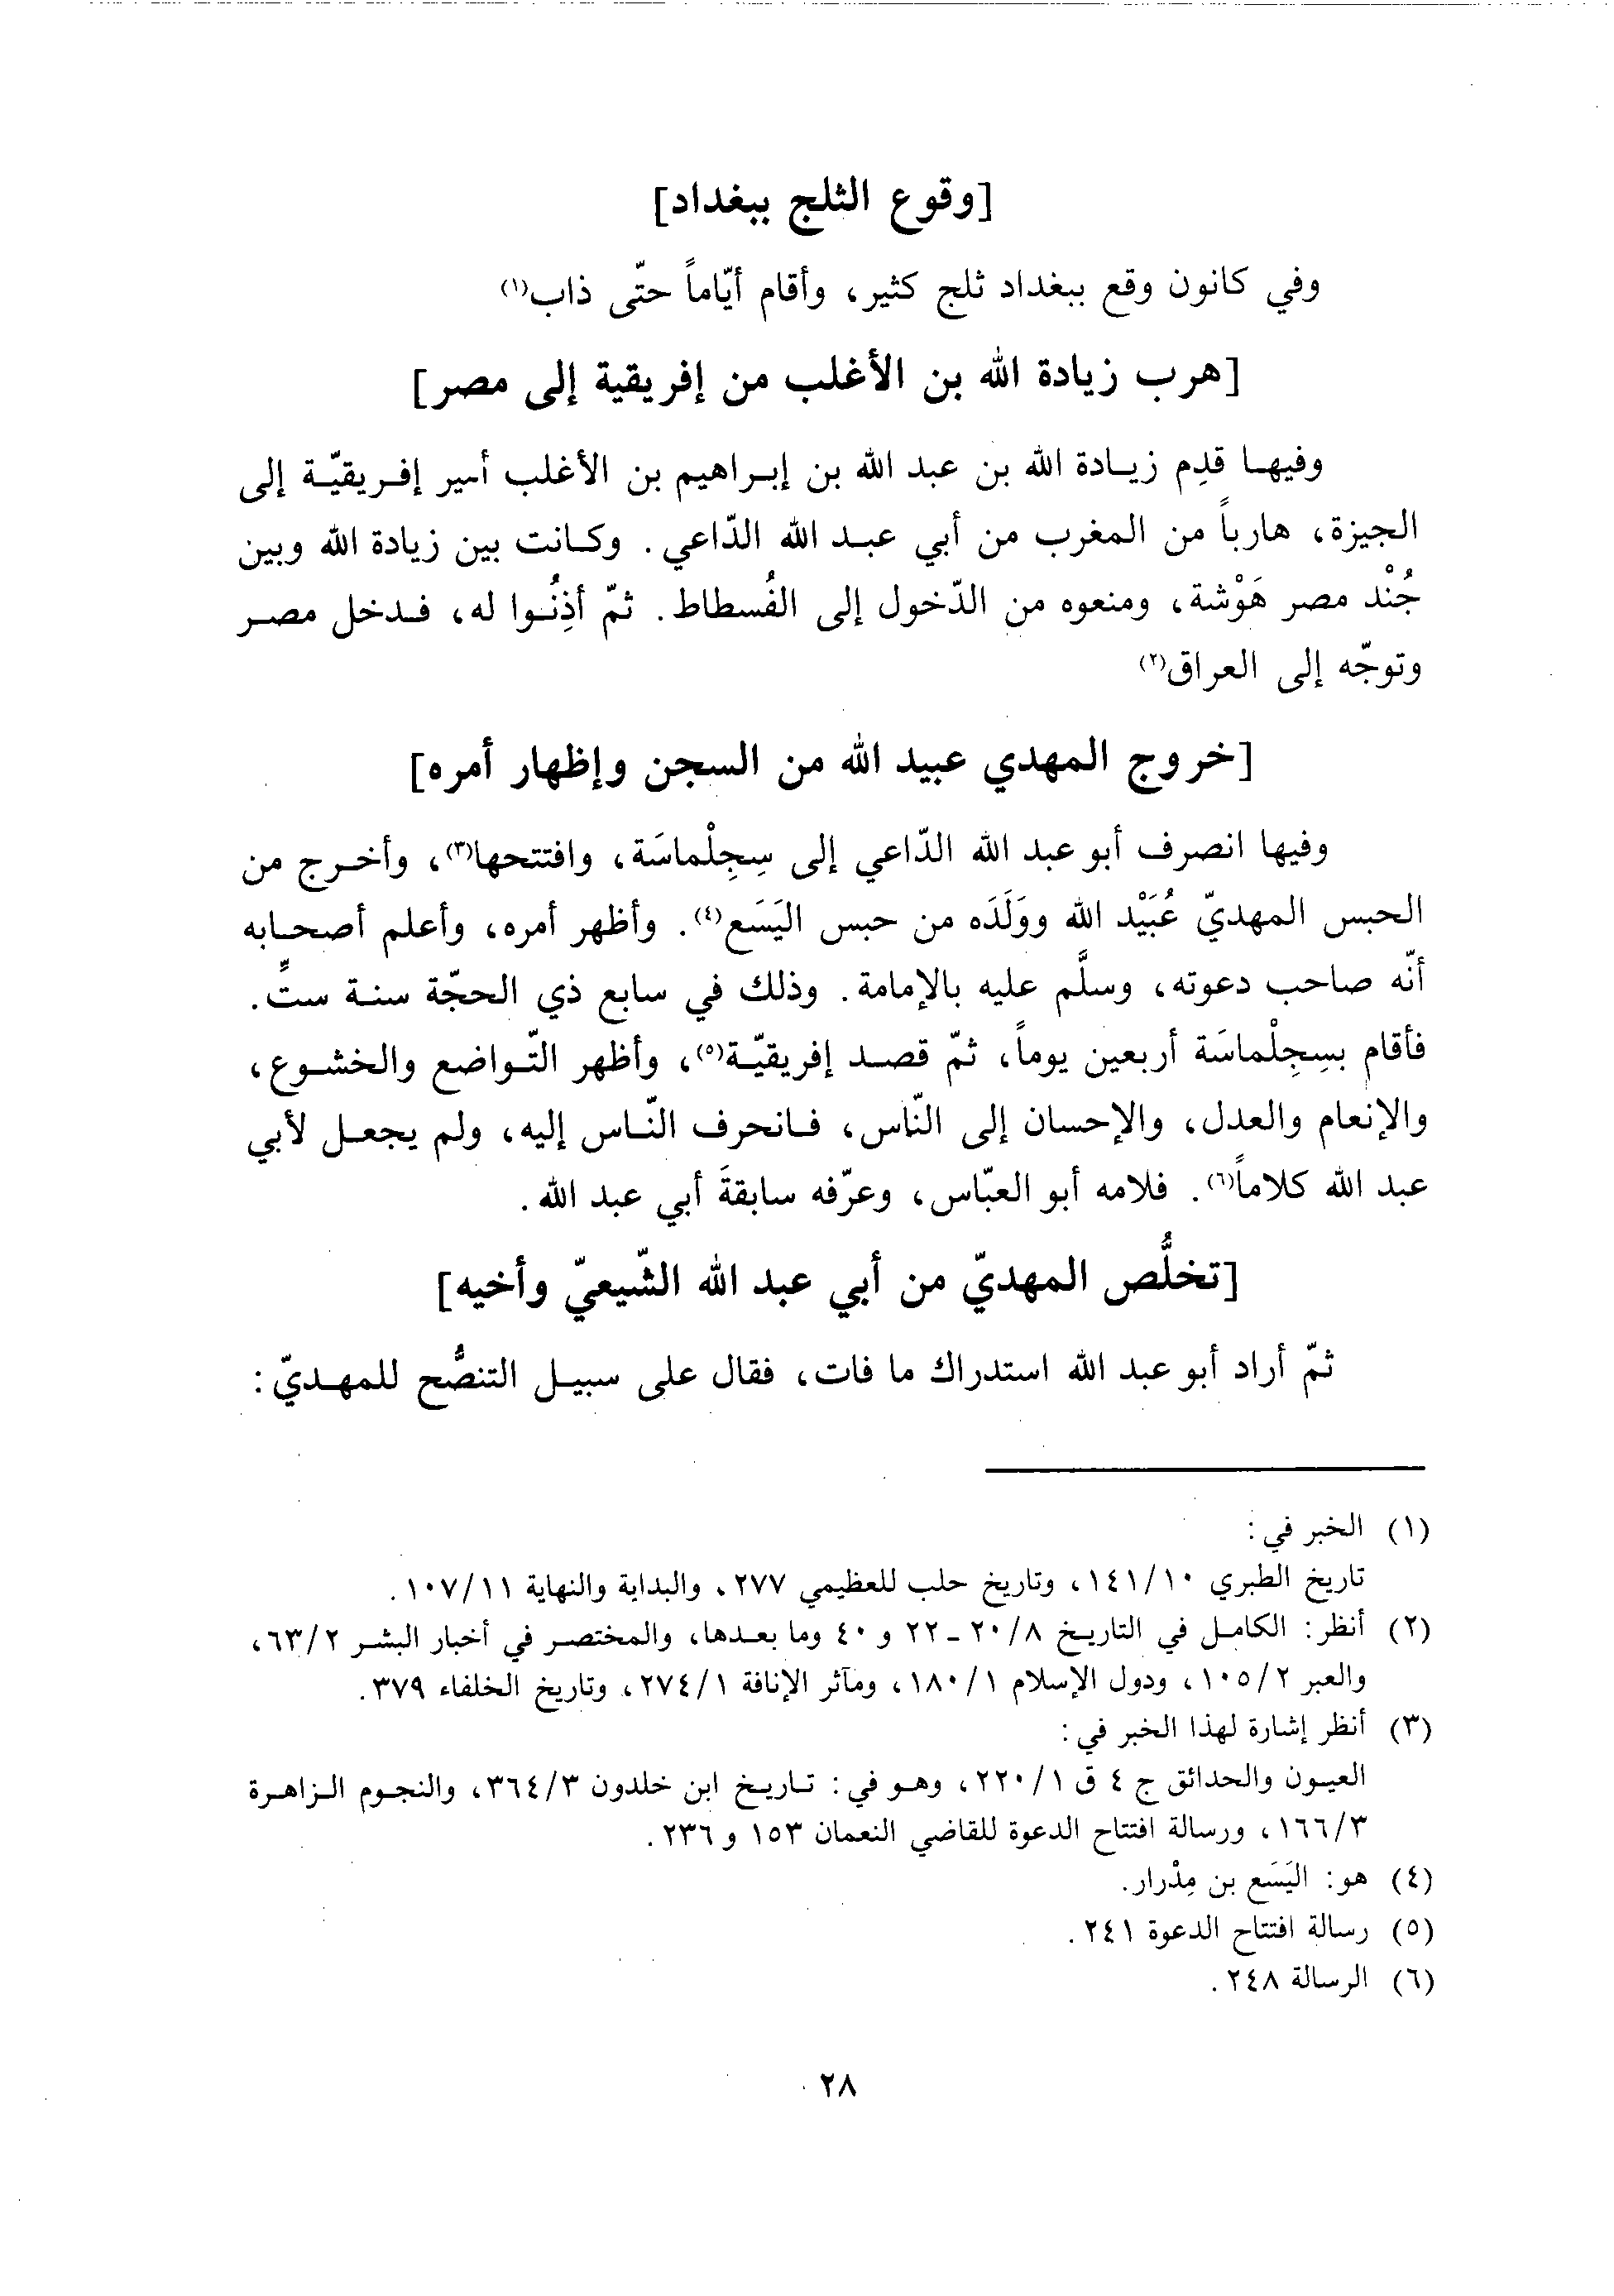 [وقوع الثلج ببغداد]
وفي كانون وقع ببغداد ثلج كثير، وأقام أيّاماً حتّى ذاب(١)
[هرب زيادة الله بن الأغلب من إفريقية إلى مصر]
وفيها قدِم زيادة الله بن عبد الله بن إبراهيم بن الأغلب أمير إفريقيّة إلى
الجيزة، هارباً من المغرب من أبي عبد الله الدّاعي. وكانت بين زيادة الله وبين
جُنْد مصر هَوْشة، ومنعوه من الدّخول إلى الفُسطاط. ثمّ أذِنُوا له، فدخل مصر
وتوجّه إلى العراق(٢)
[خروج المهدي عبيد الله من السجن وإظهار أمره]
وفيها انصرف أبو عبد الله الدّاعي إلى سِجِلْماسَة، وافتتحها(٣)، وأخرج من
الحبس المهديّ عُبَيْد الله ووَلَدَه من حبس اليَسَع(٤). وأظهر أمره، وأعلم أصحابه
أنّه صاحب دعوته، وسلَّم عليه بالإمامة. وذلك في سابع ذي الحجّة سنة ستٍّ.
فأقام بسِجِلْماسَة أربعين يوماً، ثمّ قصد إفريقيّة(٥)، وأظهر التّواضع والخشوع،
والإنعام والعدل، والإحسان إلى النّاس، فانحرف النّاس إليه، ولم يجعل لأبي
عبد الله كلاماً(٦). فلامه أبو العبّاس، وعرّفه سابقةَ أبي عبد الله.
[تخلُّص المهديّ من أبي عبد الله الشّيعيّ وأخيه]
ثمّ أراد أبو عبد الله استدراك ما فات، فقال على سبيل التنصُّح للمهديّ:
(١) الخبر في:
تاريخ الطبري ١٤١/١٠، وتاريخ حلب للعظيمي ٢٧٧، والبداية والنهاية ١٠٧/١١.
(٢) أنظر: الكامل في التاريخ ٢٠/٨ ـ ٢٢ و ٤٠ وما بعدها، والمختصر في أخبار البشر ٦٣/٢،
والعبر ١٠٥/٢، ودول الإسلام ١٨٠/١، ومآثر الإنافة ٢٧٤/١، وتاريخ الخلفاء ٣٧٩.
(٣) أنظر إشارة لهذا الخبر في:
العيون والحدائق ج ٤ ق ٢٢٠/١، وهو في: تاريخ ابن خلدون ٣٦٤/٣، والنجوم الزاهرة
١٦٦/٣، ورسالة افتتاح الدعوة للقاضي النعمان ١٥٣ و ٢٣٦.
(٤) هو: اليَسَع بن مِدْرار.
(٥) رسالة افتتاح الدعوة ٢٤١.
(٦) الرسالة ٢٤٨.
٢٨